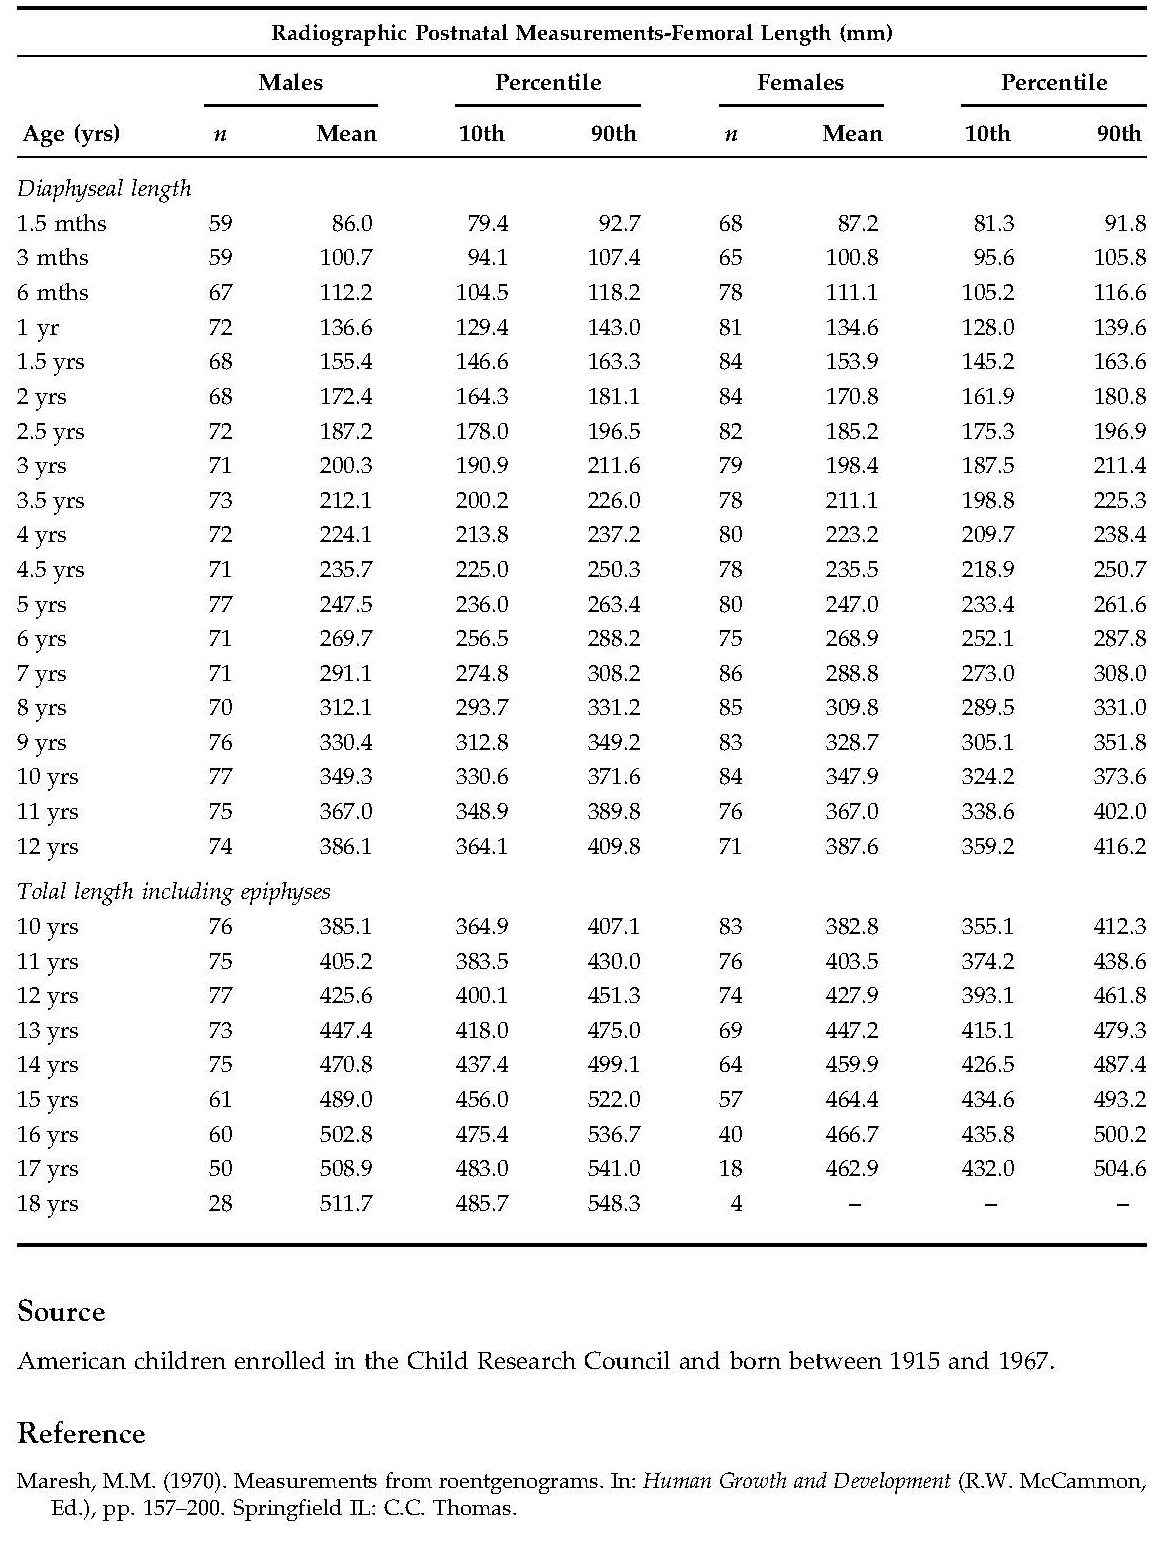 Radiographic Postnatal Measurements-Femoral Length (mm)
Males Percentile Females Percentile
Age (yrs) n Mean 10th 90th n Mean 10th 90th
Diaphyseal length
1.5 mths 59 86.0 79.4 92.7 68 87.2 81.3 91.8
3 mths 59 100.7 94.1 107.4 65 100.8 95.6 105.8
6 mths 67 112.2 104.5 118.2 78 111.1 105.2 116.6
1 yr 72 136.6 129.4 143.0 81 134.6 128.0 139.6
1.5 yrs 68 155.4 146.6 163.3 84 153.9 145.2 163.6
2 yrs 68 172.4 164.3 181.1 84 170.8 161.9 180.8
2.5 yrs 72 187.2 178.0 196.5 82 185.2 175.3 196.9
3 yrs 71 200.3 190.9 211.6 79 198.4 187.5 211.4
3.5 yrs 73 212.1 200.2 226.0 78 211.1 198.8 225.3
4 yrs 72 224.1 213.8 237.2 80 223.2 209.7 238.4
4.5 yrs 71 235.7 225.0 250.3 78 235.5 218.9 250.7
5 yrs 77 247.5 236.0 263.4 80 247.0 233.4 261.6
6 yrs 71 269.7 256.5 288.2 75 268.9 252.1 287.8
7 yrs 71 291.1 274.8 308.2 86 288.8 273.0 308.0
8 yrs 70 312.1 293.7 331.2 85 309.8 289.5 331.0
9 yrs 76 330.4 312.8 349.2 83 328.7 305.1 351.8
10 yrs 77 349.3 330.6 371.6 84 347.9 324.2 373.6
11 yrs 75 367.0 348.9 389.8 76 367.0 338.6 402.0
12 yrs 74 386.1 364.1 409.8 71 387.6 359.2 416.2
Tolal length including epiphyses
10 yrs 76 385.1 364.9 407.1 83 382.8 355.1 412.3
11 yrs 75 405.2 383.5 430.0 76 403.5 374.2 438.6
12 yrs 77 425.6 400.1 451.3 74 427.9 393.1 461.8
13 yrs 73 447.4 418.0 475.0 69 447.2 415.1 479.3
14 yrs 75 470.8 437.4 499.1 64 459.9 426.5 487.4
15 yrs 61 489.0 456.0 522.0 57 464.4 434.6 493.2
16 yrs 60 502.8 475.4 536.7 40 466.7 435.8 500.2
17 yrs 50 508.9 483.0 541.0 18 462.9 432.0 504.6
18 yrs 28 511.7 485.7 548.3 4 – – –
Source
American children enrolled in the Child Research Council and born between 1915 and 1967.
Reference
Maresh, M.M. (1970). Measurements from roentgenograms. In: Human Growth and Development (R.W. McCammon,
Ed.), pp. 157–200. Springfield IL: C.C. Thomas.